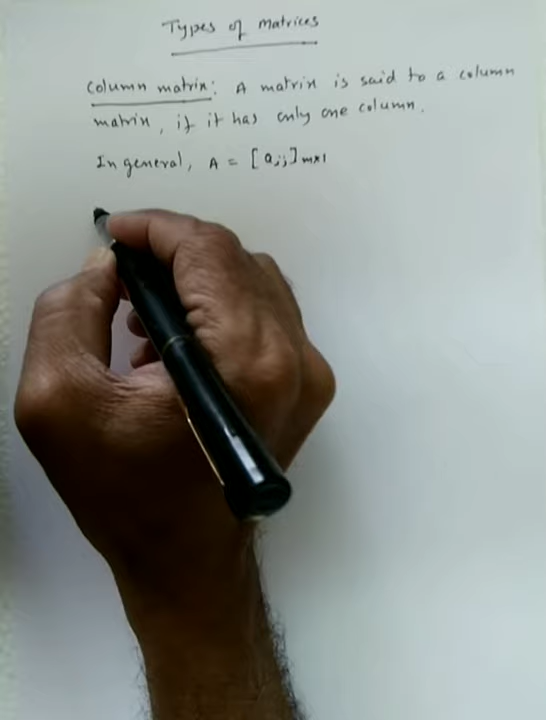 Types of Matrices
Column matrix: A matrix is said to a column
matrix, if it has only one column.
In general, A = [aij]m×1